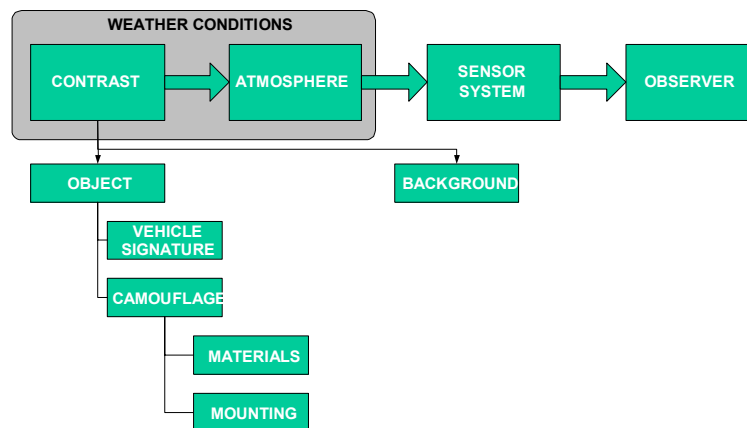 WEATHER CONDITIONS
CONTRAST
ATMOSPHERE
SENSOR
SYSTEM
OBSERVER
OBJECT
BACKGROUND
VEHICLE
SIGNATURE
CAMOUFLAGE
MATERIALS
MOUNTING